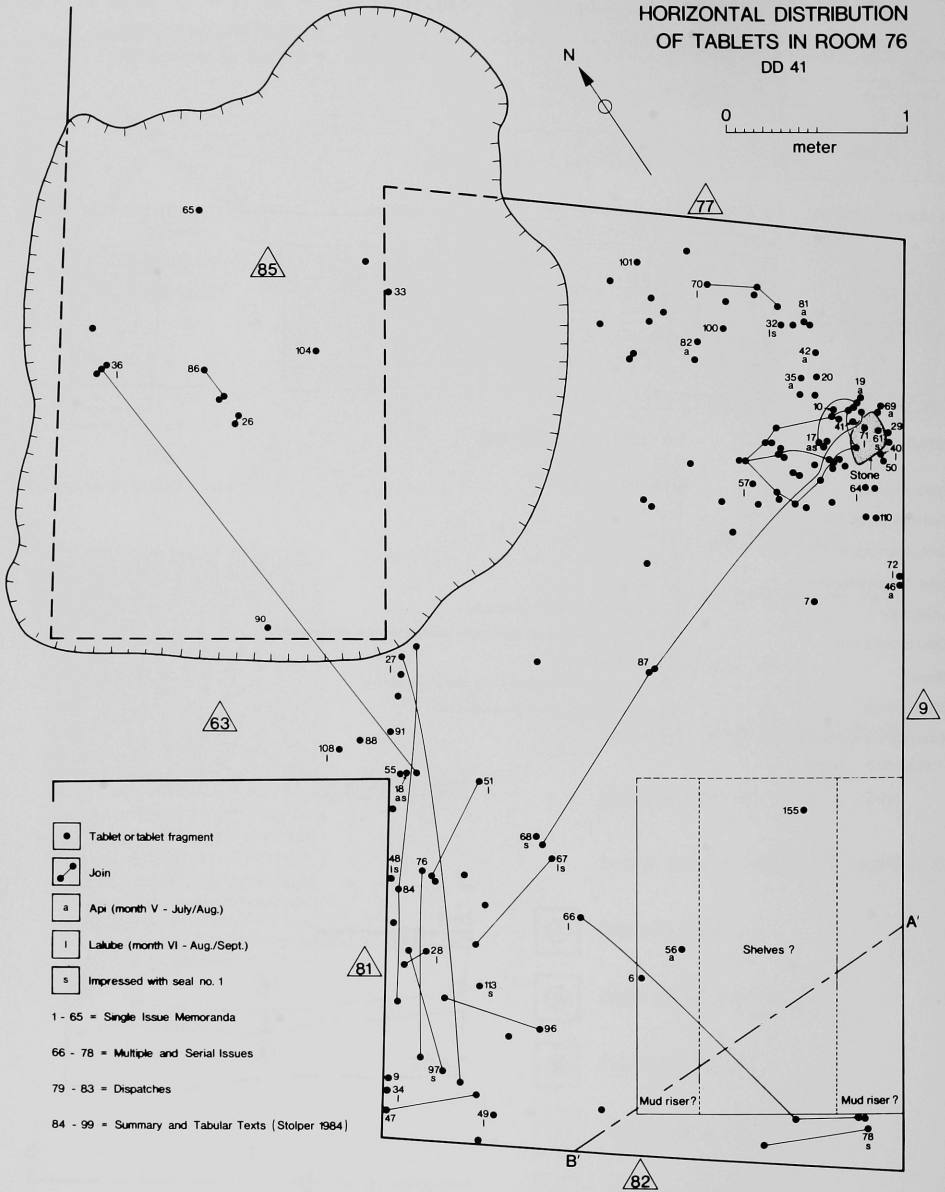 HORIZONTAL DISTRIBUTION
OF TABLETS IN ROOM 76
DD 41
N
0 1
meter
77
65
85
101
70
l
33
81
a
32
ls
100
104
82
a
42
a
36
l
86
35
a
20
19
a
10
69
a
26
41
17
as
71
61
s
29
40
l
50
Stone
57
l
64
l
110
72
l
46
a
7
90
27
l
87
9
63
91
88
108
l
55
18
as
51
l
155
68
s
67
ls
48
ls
76
84
66
l
A'
Shelves ?
56
a
28
l
81
6
113
s
96
97
s
9
34
l
47
49
l
Mud riser?
Mud riser?
78
s
B'
82
Tablet or tablet fragment
Join
a Api (month V - July/Aug.)
l Lalube (month VI - Aug./Sept.)
s Impressed with seal no. 1
1 - 65 = Single Issue Memoranda
66 - 78 = Multiple and Serial Issues
79 - 83 = Dispatches
84 - 99 = Summary and Tabular Texts (Stolper 1984)